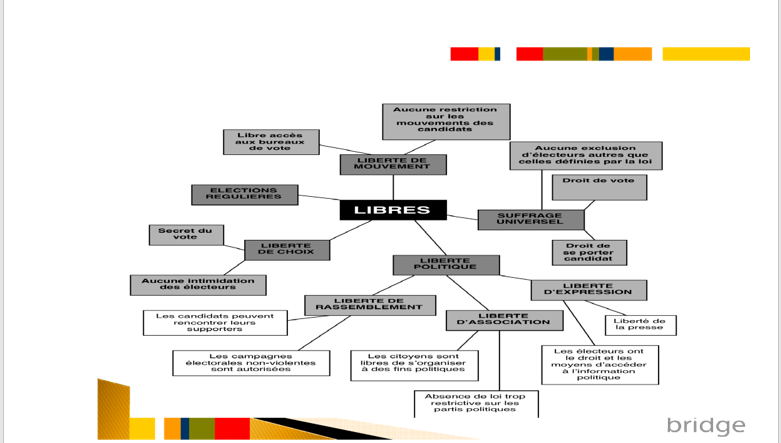 Aucune restriction
sur les
mouvements des
candidats
Libre accès
aux bureaux
de vote
LIBERTE DE
MOUVEMENT
Aucune exclusion
d'électeurs autres que
celles définies par la loi
Droit de vote
ELECTIONS
REGULIERES
LIBRES
SUFFRAGE
UNIVERSEL
Secret du
vote
LIBERTE
DE CHOIX
Droit de
se porter
candidat
LIBERTE
POLITIQUE
Aucune intimidation
des électeurs
LIBERTE
D'EXPRESSION
LIBERTE DE
RASSEMBLEMENT
LIBERTE
D'ASSOCIATION
Les candidats peuvent
rencontrer leurs
supporters
Liberté de
la presse
Les campagnes
électorales non-violentes
sont autorisées
Les citoyens sont
libres de s'organiser
à des fins politiques
Les électeurs ont
le droit et les
moyens d'accéder
à l'information
politique
Absence de loi trop
restrictive sur les
partis politiques
bridge